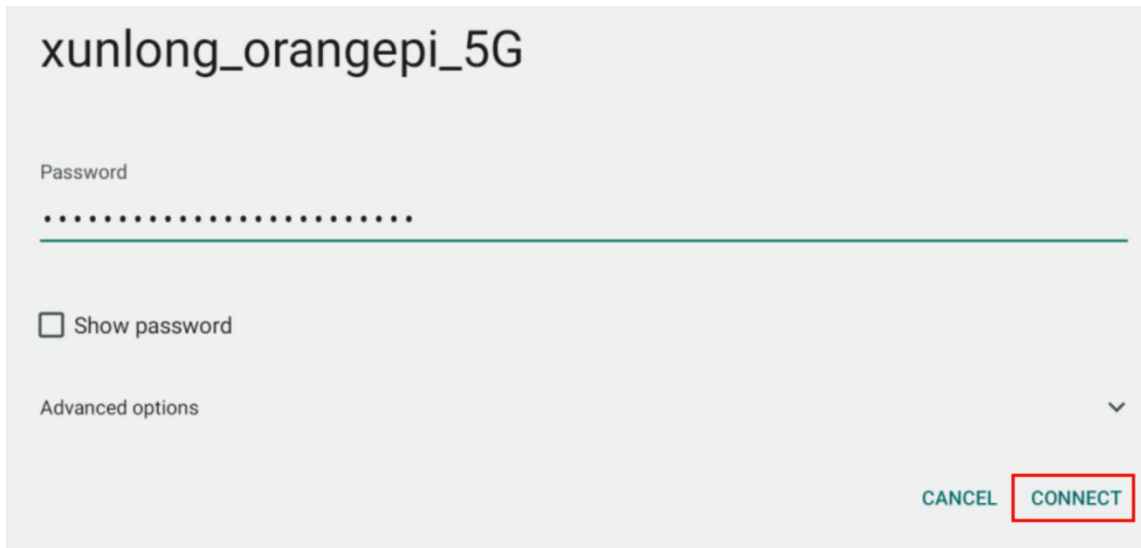 xunlong_orangepi_5G
Password
•••••••••••••••••••••••••
Show password
Advanced options
CANCEL CONNECT